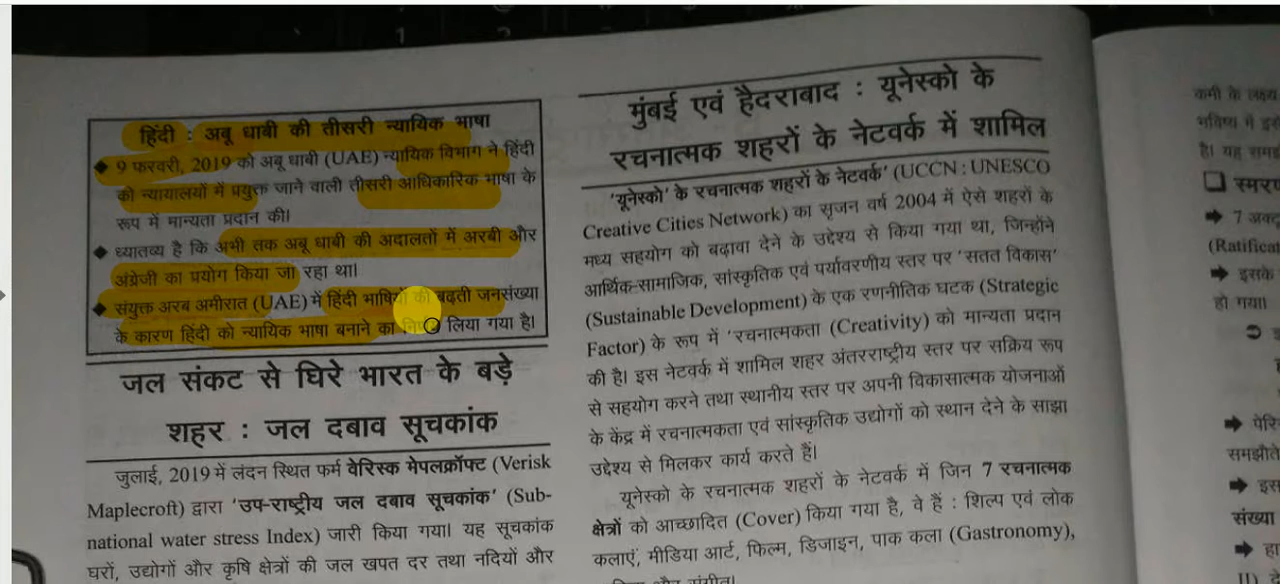 हिंदी : अबू धाबी की तीसरी न्यायिक भाषा
◆ 9 फरवरी, 2019 को अबू धाबी (UAE) न्यायिक विभाग ने हिंदी
को न्यायालयों में प्रयुक्त जाने वाली तीसरी आधिकारिक भाषा के
रूप में मान्यता प्रदान की।
◆ ध्यातव्य है कि अभी तक अबू धाबी की अदालतों में अरबी और
अंग्रेजी का प्रयोग किया जा रहा था।
◆ संयुक्त अरब अमीरात (UAE) में हिंदी भाषियों की बढ़ती जनसंख्या
के कारण हिंदी को न्यायिक भाषा बनाने का लिया गया है।
जल संकट से घिरे भारत के बड़े
शहर : जल दबाव सूचकांक
जुलाई, 2019 में लंदन स्थित फर्म वेरिस्क मेपलक्रॉफ्ट (Verisk
Maplecroft) द्वारा 'उप-राष्ट्रीय जल दबाव सूचकांक' (Sub-
national water stress Index) जारी किया गया। यह सूचकांक
घरों, उद्योगों और कृषि क्षेत्रों की जल खपत दर तथा नदियों और
मुंबई एवं हैदराबाद : यूनेस्को के
रचनात्मक शहरों के नेटवर्क में शामिल
'यूनेस्को' के रचनात्मक शहरों के नेटवर्क' (UCCN : UNESCO
Creative Cities Network) का सृजन वर्ष 2004 में ऐसे शहरों के
मध्य सहयोग को बढ़ावा देने के उद्देश्य से किया गया था, जिन्होंने
आर्थिक-सामाजिक, सांस्कृतिक एवं पर्यावरणीय स्तर पर 'सतत विकास'
(Sustainable Development) के एक रणनीतिक घटक (Strategic
Factor) के रूप में 'रचनात्मकता (Creativity) को मान्यता प्रदान
की है। इस नेटवर्क में शामिल शहर अंतरराष्ट्रीय स्तर पर सक्रिय रूप
से सहयोग करने तथा स्थानीय स्तर पर अपनी विकासात्मक योजनाओं
के केंद्र में रचनात्मकता एवं सांस्कृतिक उद्योगों को स्थान देने के साझा
उद्देश्य से मिलकर कार्य करते हैं।
यूनेस्को के रचनात्मक शहरों के नेटवर्क में जिन 7 रचनात्मक
क्षेत्रों को आच्छादित (Cover) किया गया है, वे हैं : शिल्प एवं लोक
कलाएं, मीडिया आर्ट, फिल्म, डिजाइन, पाक कला (Gastronomy),
कमी के लक्ष्य
भविष्य में
है। यह
➡ 7
➡ इसके
हो गया।
➡
समझौते
➡ इस
संख्या
➡ हा